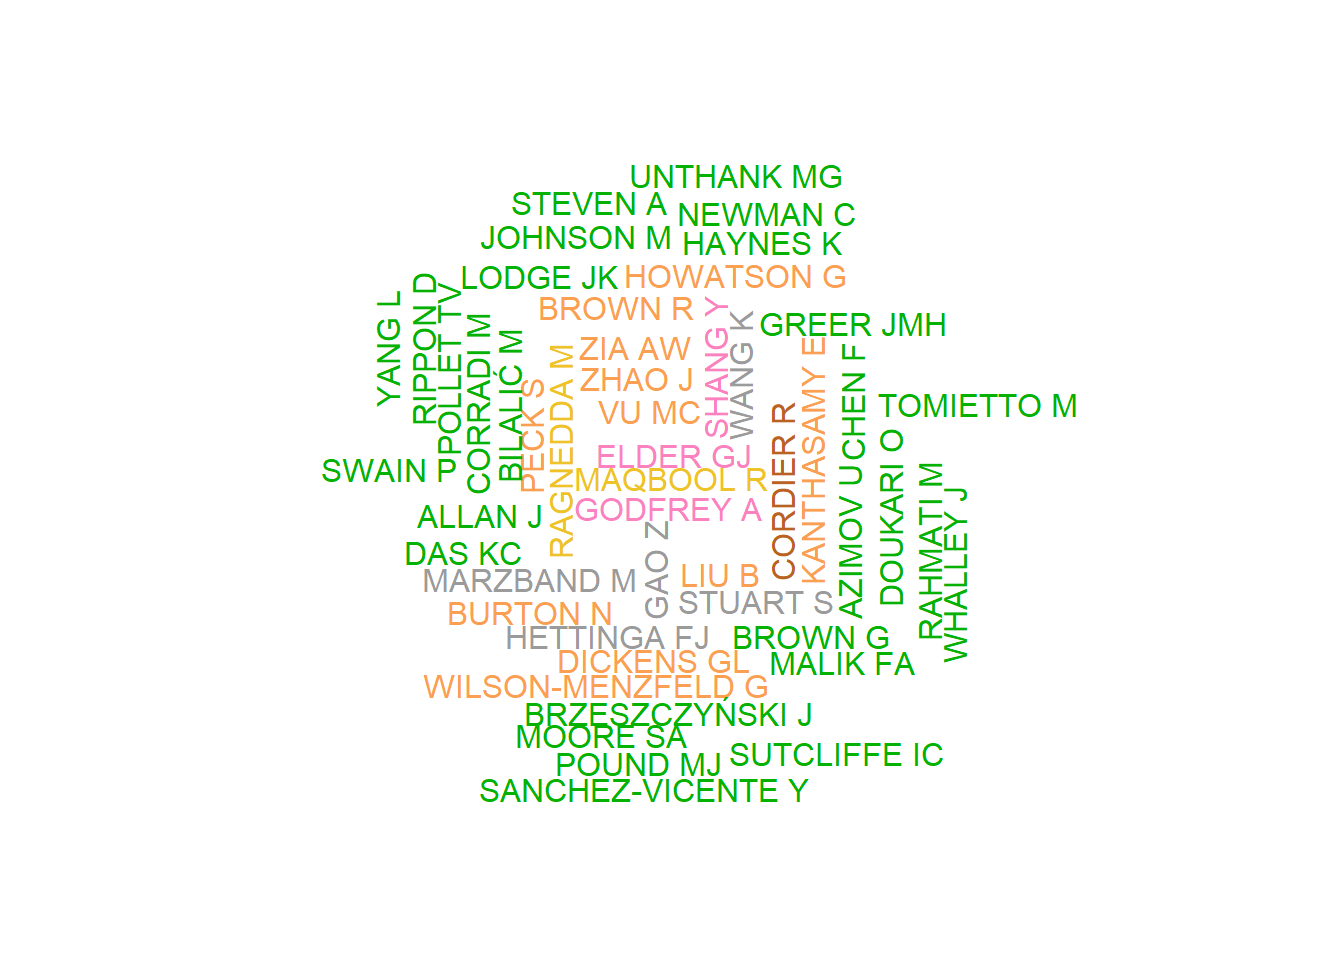 UNTHANK MG
STEVEN A
NEWMAN C
JOHNSON M
HAYNES K
LODGE JK
HOWATSON G
BROWN R
YANG L
RIPPON D
POLLET TV
CORRADI M
BILALIĆ M
PECK S
RAGNEDDA M
ZIA AW
ZHAO J
VU MC
SHANG Y
WANG K
GREER JMH
KANTHASAMY E
CORDIER R
CHEN F
TOMIETTO M
ELDER GJ
SWAIN P
MAQBOOL R
GODFREY A
ALLAN J
DAS KC
AZIMOV U
DOUKARI O
RAHMATI M
WHALLEY J
GAO Z
MARZBAND M
LIU B
STUART S
BURTON N
HETTINGA FJ
BROWN G
DICKENS GL
MALIK FA
WILSON-MENZFELD G
BRZESZCZYŃSKI J
MOORE SA
SUTCLIFFE IC
POUND MJ
SANCHEZ-VICENTE Y